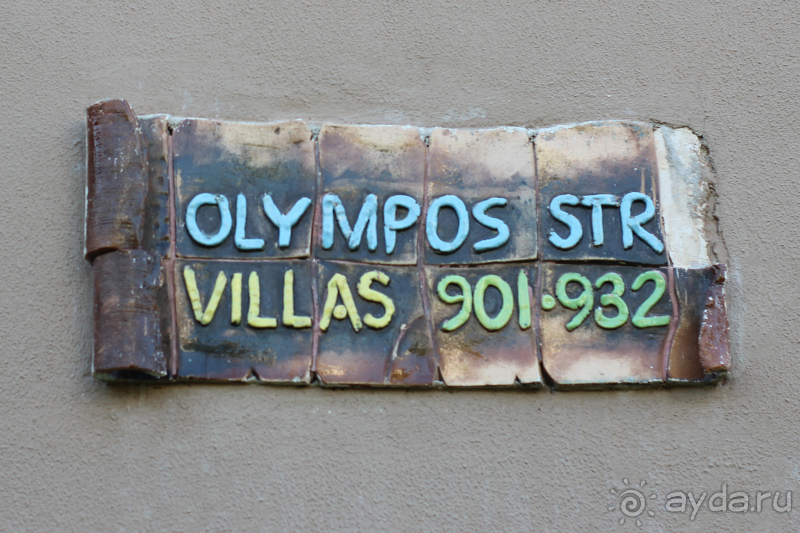 OLYMPOS STR
VILLAS 901·932
ayda.ru